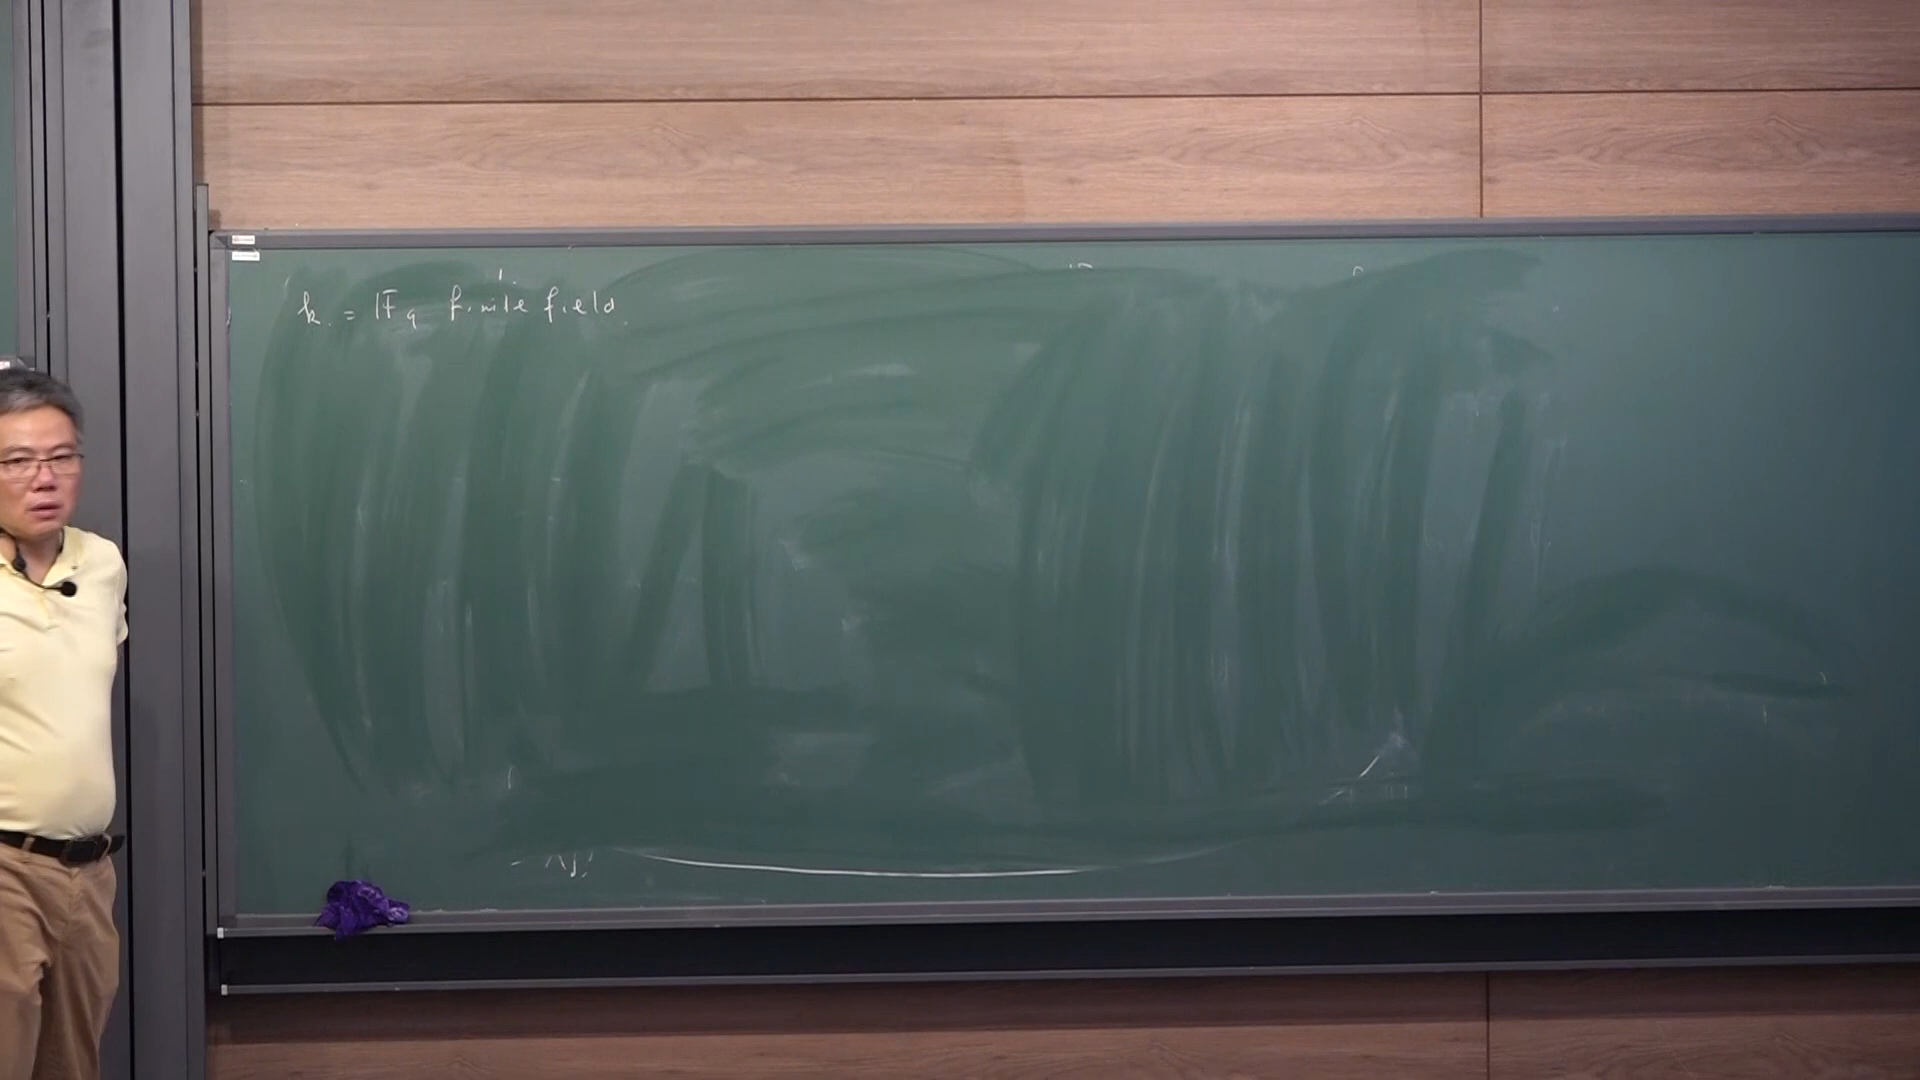 k = 𝔽q finite field.